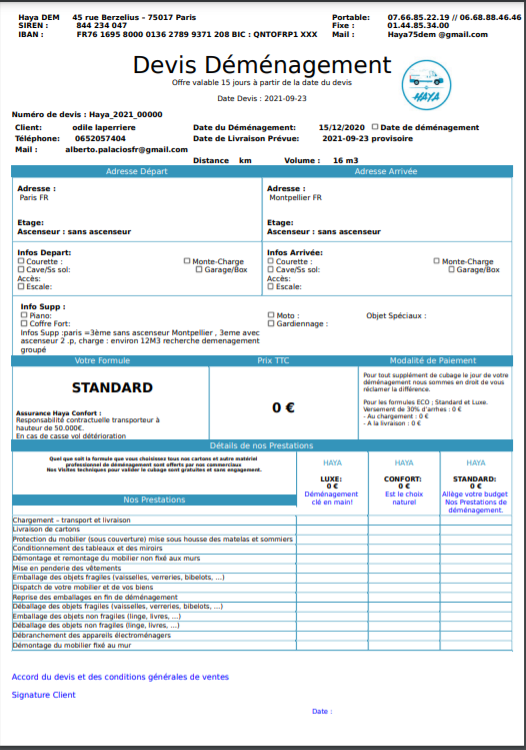 Haya DEM 45 rue Berzelius – 75017 Paris Portable: 07.66.85.22.19 // 06.68.88.46.46
SIREN : 844 234 047 Fixe : 01.44.85.34.00
IBAN : FR76 1695 8000 0136 2789 9371 208 BIC : QNTOFRP1 XXX Mail : Haya75dem @gmail.com
Devis Déménagement
Offre valable 15 jours à partir de la date du devis
HAYA
Date Devis : 2021-09-23
Numéro de devis : Haya_2021_00000
Client: odile laperriere Date du Déménagement: 15/12/2020 Date de déménagement
Téléphone: 0652057404 Date de Livraison Prévue: 2021-09-23 provisoire
Mail : alberto.palaciosfr@gmail.com
Distance km Volume : 16 m3
Adresse Départ Adresse Arrivée
Adresse : Adresse :
Paris FR Montpellier FR
Etage: Etage:
Ascenseur : sans ascenseur Ascenseur : sans ascenseur
Infos Depart: Infos Arrivée:
Courette : Monte-Charge Courette : Monte-Charge
Cave/Ss sol: Garage/Box Cave/Ss sol: Garage/Box
Accès: Accès:
Escale: Escale:
Info Supp :
Piano: Moto : Objet Spéciaux :
Coffre Fort: Gardiennage :
Infos Supp :paris =3ème sans ascenseur Montpellier , 3eme avec
ascenseur 2 .p, charge : environ 12M3 recherche demenagement
groupé
Votre Formule Prix TTC Modalité de Paiement
STANDARD
Assurance Haya Confort :
Responsabilité contractuelle transporteur à
hauteur de 50.000€.
En cas de casse vol détérioration
0 €
Pour tout supplément de cubage le jour de votre
déménagement nous sommes en droit de vous
réclamer la différence.
Pour les formules ECO ; Standard et Luxe.
Versement de 30% d'arrhes : 0 €
- Au chargement : 0 €
- A la livraison : 0 €
Détails de nos Prestations
Quel que soit la formule que vous choisissez tous nos cartons et autre matériel
professionnel de déménagement sont offerts par nos commerciaux
Nos Visites techniques pour valider le cubage sont gratuites et sans engagement.
Nos Prestations
HAYA HAYA HAYA
LUXE: CONFORT: STANDARD:
0 € 0 € 0 €
Déménagement Est le choix Allège votre budget
clé en main! naturel Nos Prestations de
déménagement.
Chargement – transport et livraison
Livraison de cartons
Protection du mobilier (sous couverture) mise sous housse des matelas et sommiers
Conditionnement des tableaux et des miroirs
Démontage et remontage du mobilier non fixé aux murs
Mise en penderie des vêtements
Emballage des objets fragiles (vaisselles, verreries, bibelots, ...)
Dispatch de votre mobilier et de vos biens
Reprise des emballages en fin de déménagement
Déballage des objets fragiles (vaisselles, verreries, bibelots, ...)
Emballage des objets non fragiles (linge, livres, ...)
Déballage des objets non fragiles (linge, livres, ...)
Débranchement des appareils électroménagers
Démontage du mobilier fixé au mur
Accord du devis et des conditions générales de ventes
Signature Client
Date :